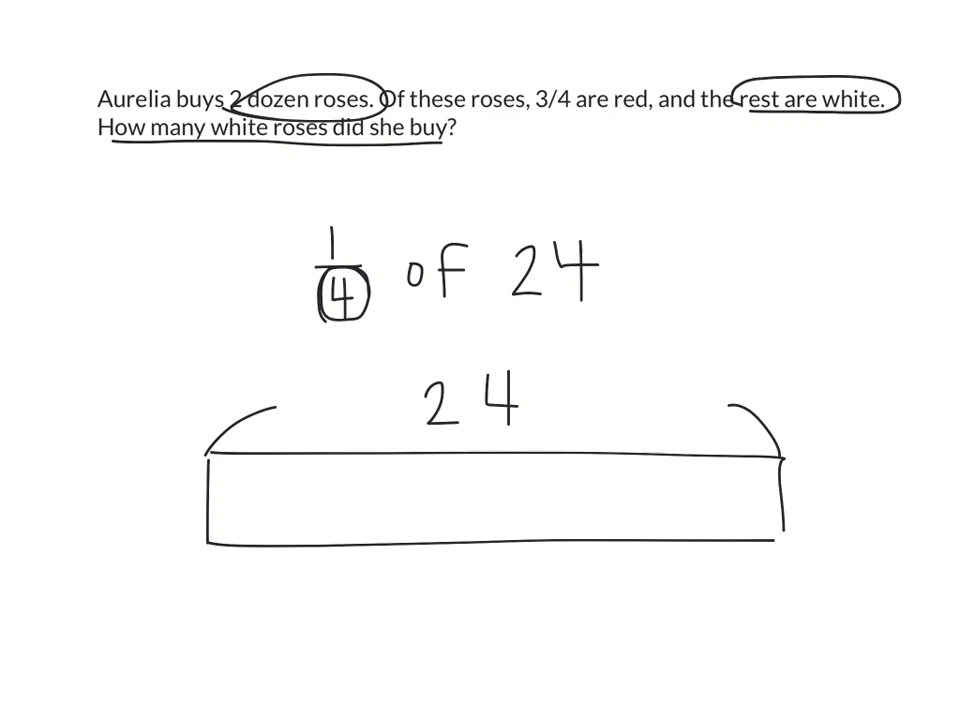 Aurelia buys 2 dozen roses. Of these roses, 3/4 are red, and the rest are white.
How many white roses did she buy?
1/4 of 24
24